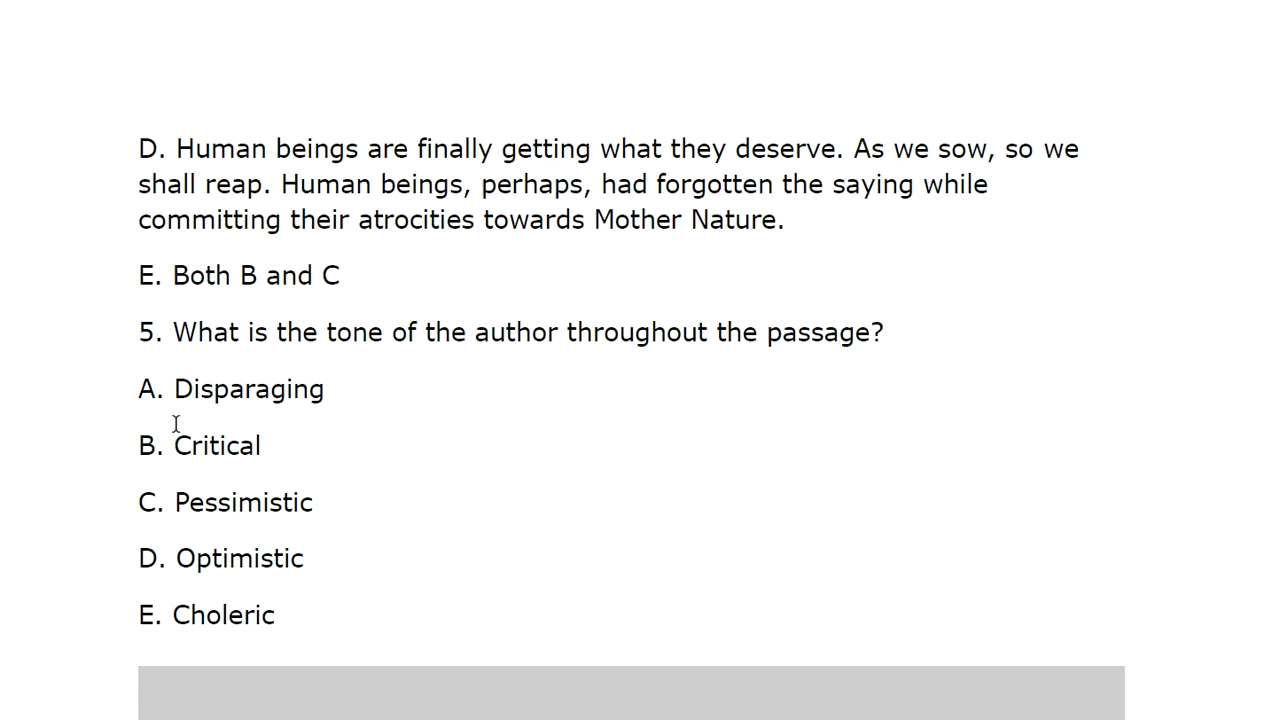 D. Human beings are finally getting what they deserve. As we sow, so we
shall reap. Human beings, perhaps, had forgotten the saying while
committing their atrocities towards Mother Nature.
E. Both B and C
5. What is the tone of the author throughout the passage?
A. Disparaging
B. Critical
C. Pessimistic
D. Optimistic
E. Choleric